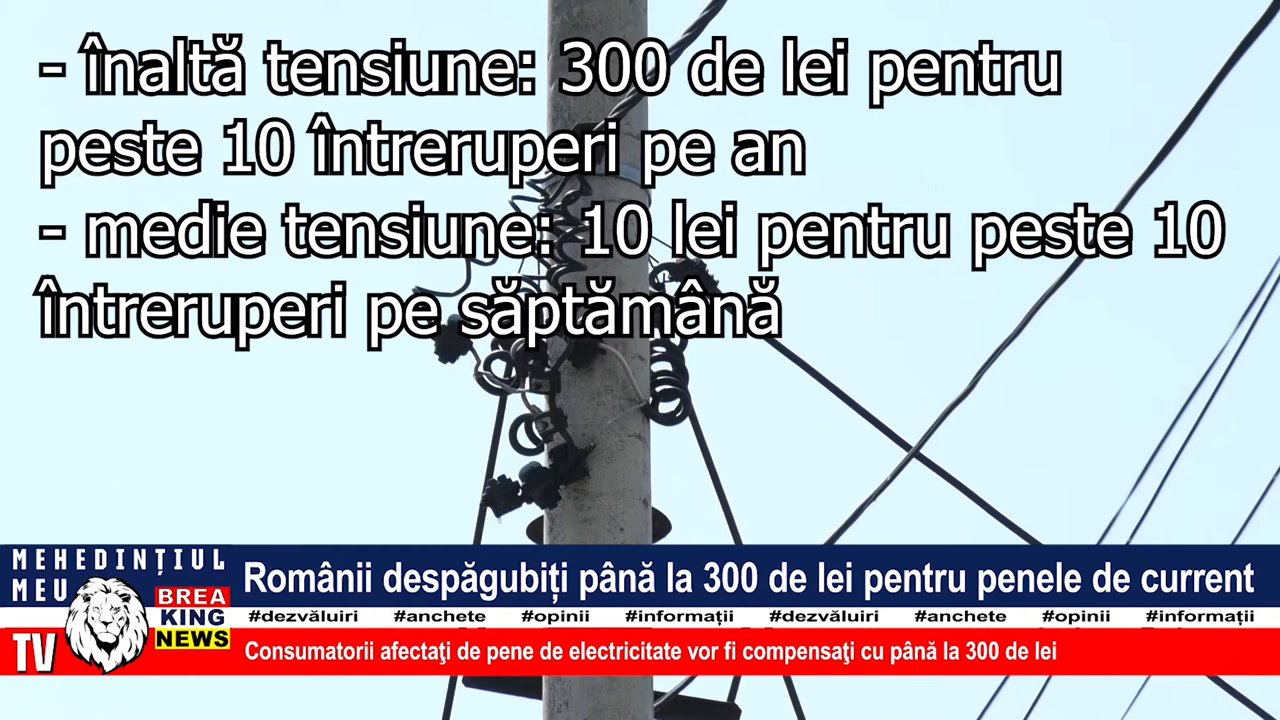 - înaltă tensiune: 300 de lei pentru
peste 10 întreruperi pe an
- medie tensiune: 10 lei pentru peste 10
întreruperi pe săptămână
MEHEDINȚIUL
MEU
TV
BREA
KING
NEWS
Românii despăgubiți până la 300 de lei pentru penele de current
#dezvăluiri #anchete #opinii #informații #dezvăluiri #anchete #opinii #informații
Consumatorii afectaţi de pene de electricitate vor fi compensaţi cu până la 300 de lei